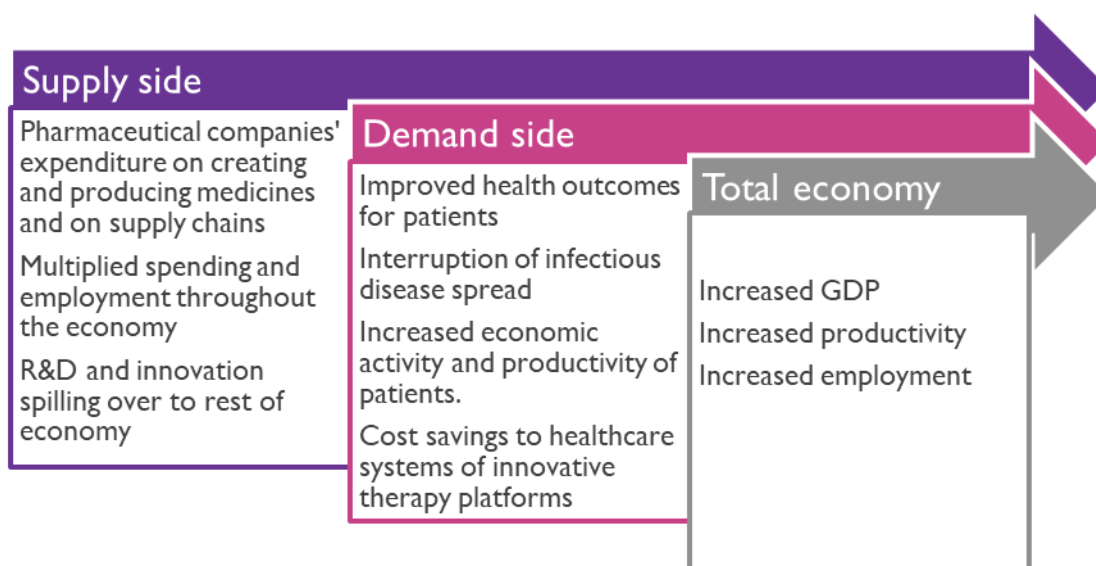 Supply side
Pharmaceutical companies'
expenditure on creating
and producing medicines
and on supply chains
Multiplied spending and
employment throughout
the economy
R&D and innovation
spilling over to rest of
economy
Demand side
Improved health outcomes
for patients
Interruption of infectious
disease spread
Increased economic
activity and productivity of
patients.
Cost savings to healthcare
systems of innovative
therapy platforms
Total economy
Increased GDP
Increased productivity
Increased employment